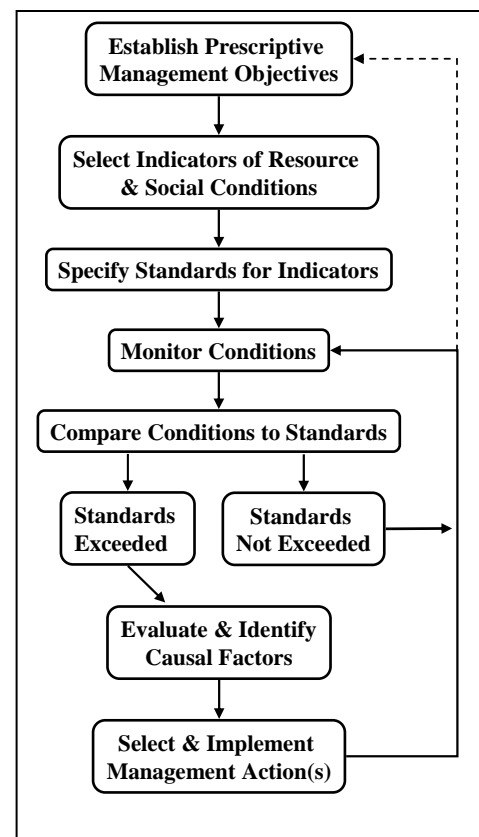 Establish Prescriptive
Management Objectives
Select Indicators of Resource
& Social Conditions
Specify Standards for Indicators
Monitor Conditions
Compare Conditions to Standards
Standards
Exceeded
Standards
Not Exceeded
Evaluate & Identify
Causal Factors
Select & Implement
Management Action(s)